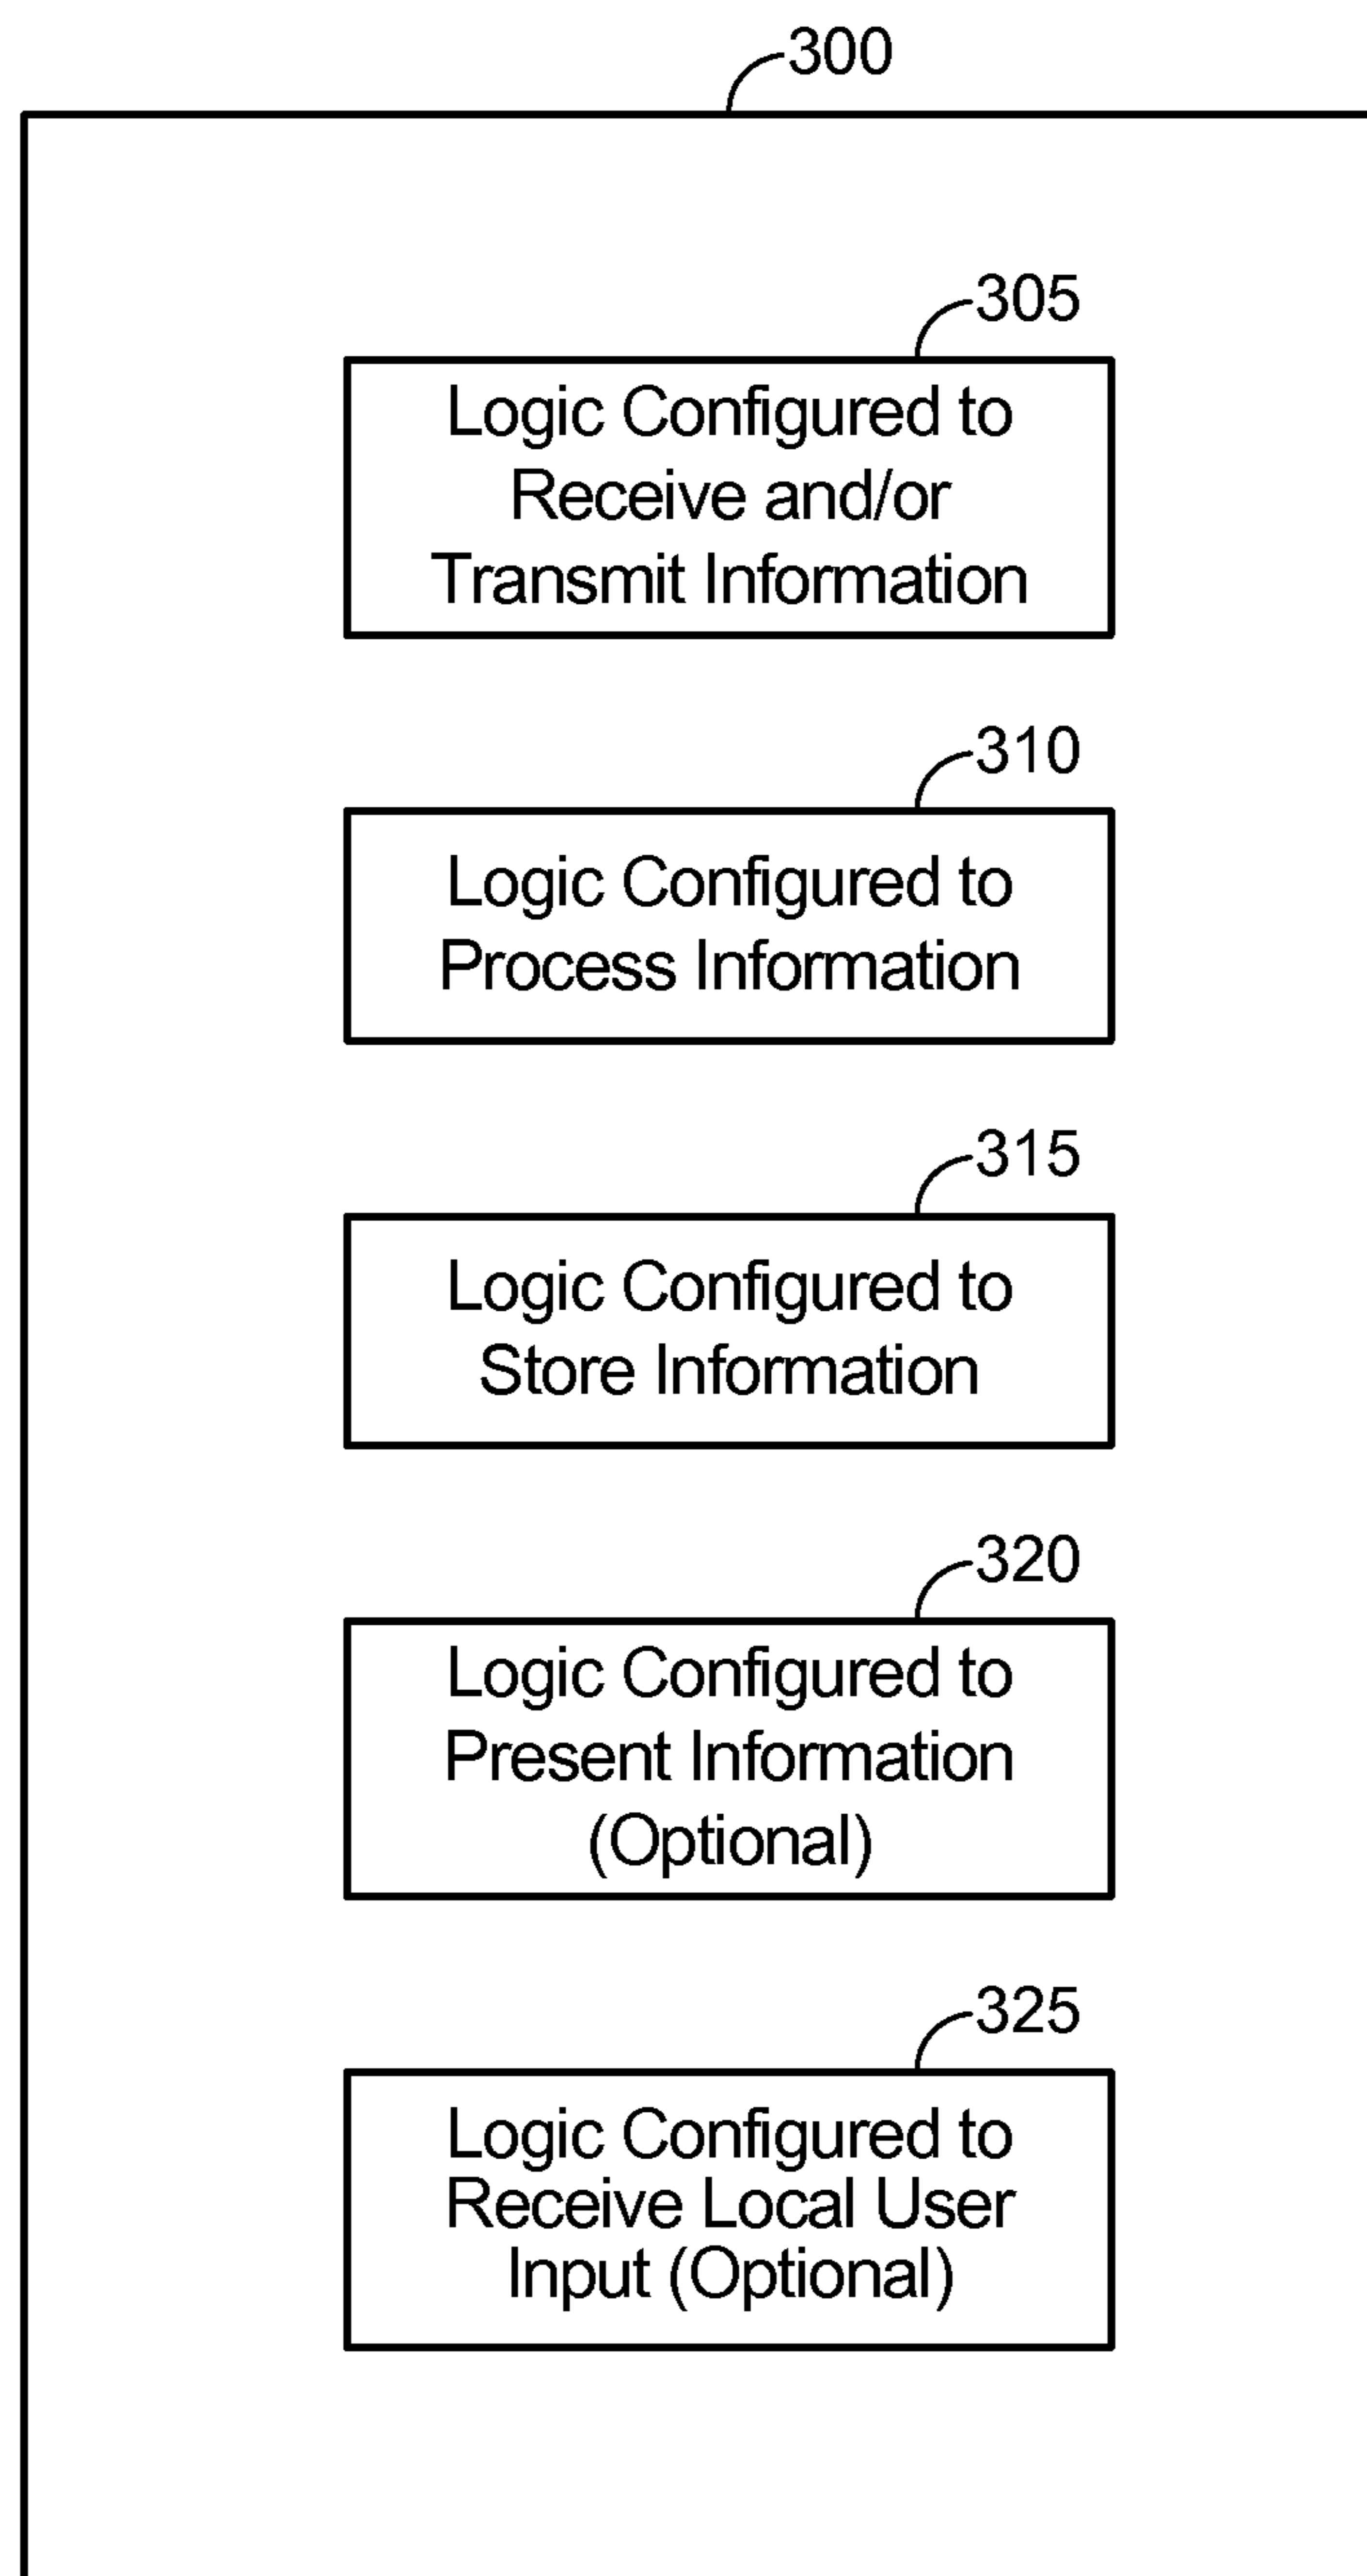 300
305
Logic Configured to
Receive and/or
Transmit Information
310
Logic Configured to
Process Information
315
Logic Configured to
Store Information
320
Logic Configured to
Present Information
(Optional)
325
Logic Configured to
Receive Local User
Input (Optional)